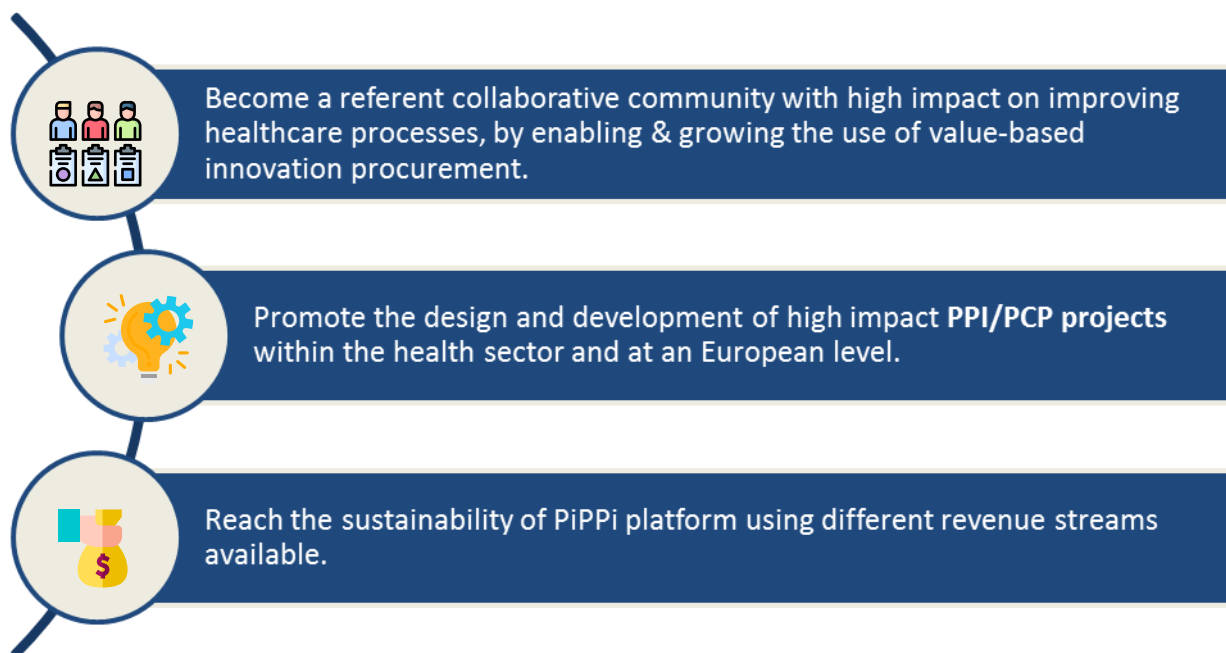 Become a referent collaborative community with high impact on improving
healthcare processes, by enabling & growing the use of value-based
innovation procurement.
Promote the design and development of high impact PPI/PCP projects
within the health sector and at an European level.
$
Reach the sustainability of PiPPi platform using different revenue streams
available.